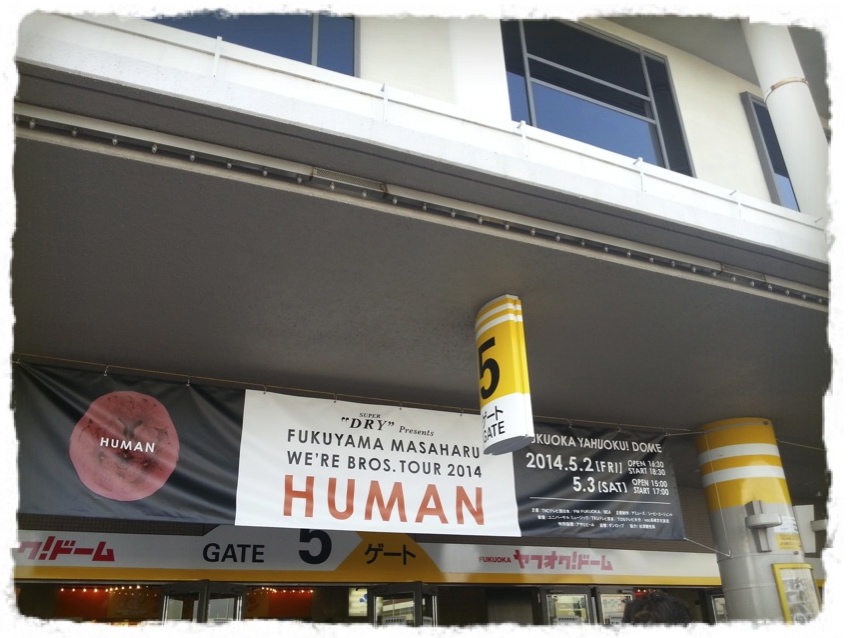 5
ゲート
GATE
HUMAN
SUPER
"DRY" Presents
FUKUYAMA MASAHARU
WE'RE BROS. TOUR 2014
HUMAN
UKUOKA YAHUOKU! DOME
2014.5.2 [FRI] OPEN 16:30 START 18:30
5.3 [SAT] OPEN 15:00 START 17:00
ク!ドーム
GATE 5 ゲート
FUKUOKA ヤフオク!ドーム